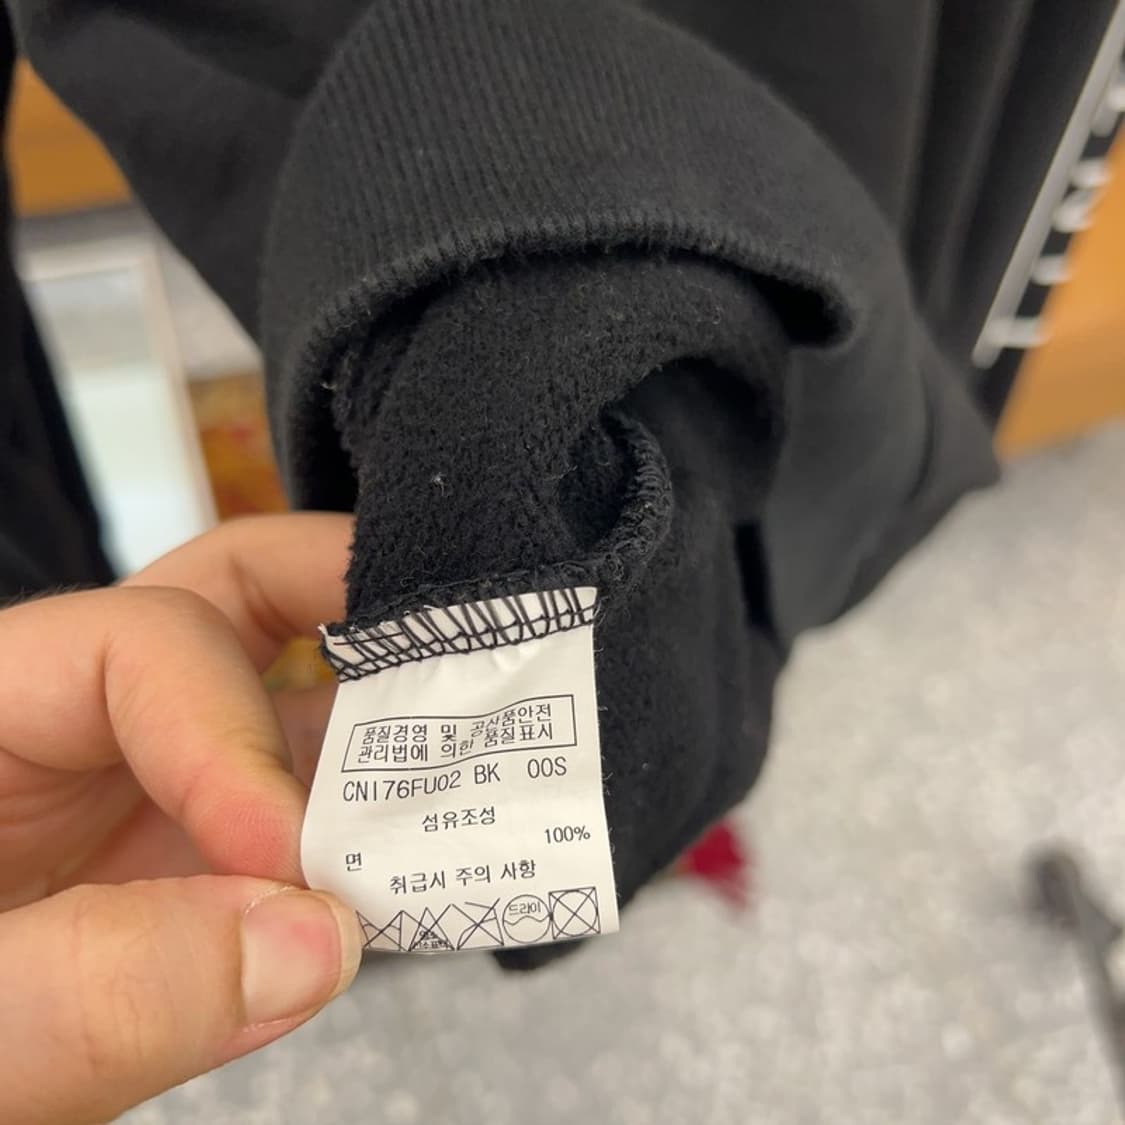 품질경영 및 공산품안전
관리법에 의한 품질표시
CNI76FU02 BK 00S
섬유조성
면 100%
취급시 주의 사항
드라이